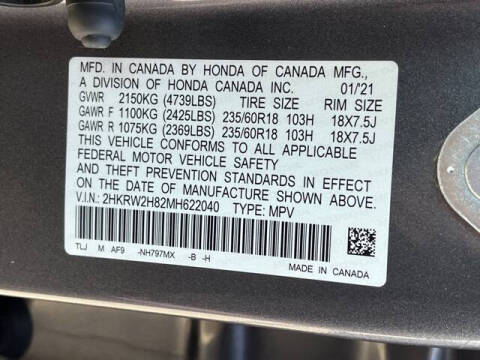 MFD. IN CANADA BY HONDA OF CANADA MFG.,
A DIVISION OF HONDA CANADA INC. 01/21
GVWR 2150KG (4739LBS) TIRE SIZE RIM SIZE
GAWR F 1100KG (2425LBS) 235/60R18 103H 18X7.5J
GAWR R 1075KG (2369LBS) 235/60R18 103H 18X7.5J
THIS VEHICLE CONFORMS TO ALL APPLICABLE
FEDERAL MOTOR VEHICLE SAFETY
AND THEFT PREVENTION STANDARDS IN EFFECT
ON THE DATE OF MANUFACTURE SHOWN ABOVE.
V.I.N.: 2HKRW2H82MH622040 TYPE: MPV
TLJ M AF9 -NH797MX -B -H
MADE IN CANADA